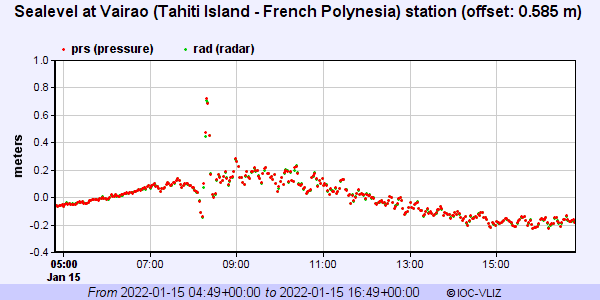 Sealevel at Vairao (Tahiti Island - French Polynesia) station (offset: 0.585 m)
prs (pressure) rad (radar)
1.0
0.8
0.6
0.4
0.2
0.0
-0.2
-0.4
meters
05:00 07:00 09:00 11:00 13:00 15:00
Jan 15
From 2022-01-15 04:49+00:00 to 2022-01-15 16:49+00:00 © IOC-VLIZ